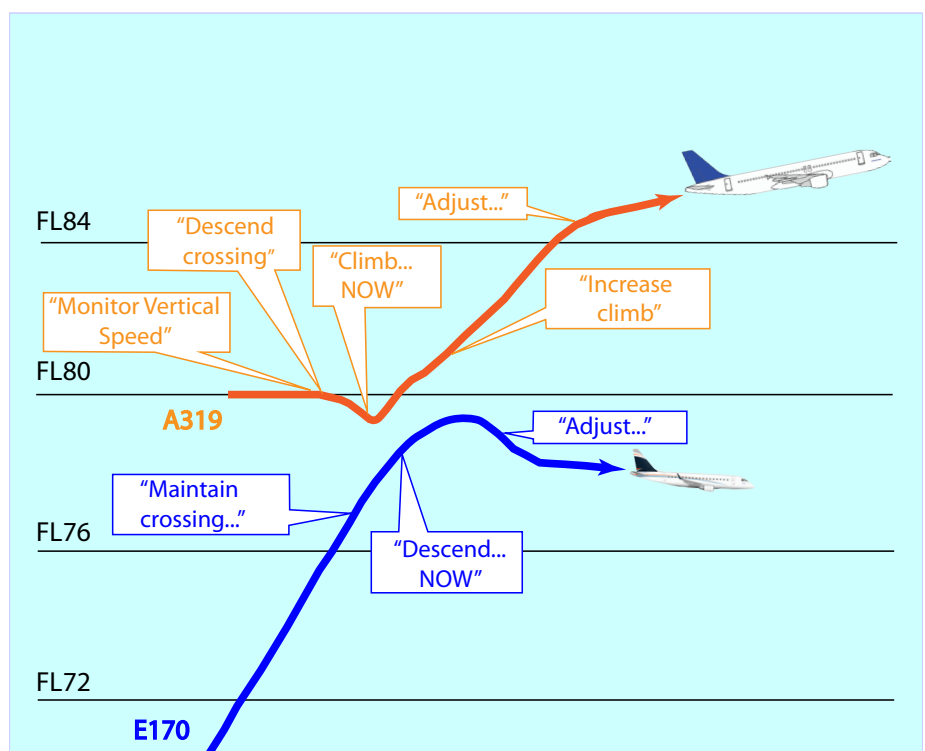 FL84
“Adjust...”
“Descend
crossing”
“Climb...
NOW”
“Monitor Vertical
Speed”
“Increase
climb”
FL80
A319
“Adjust...”
“Maintain
crossing...”
FL76
“Descend...
NOW”
FL72
E170